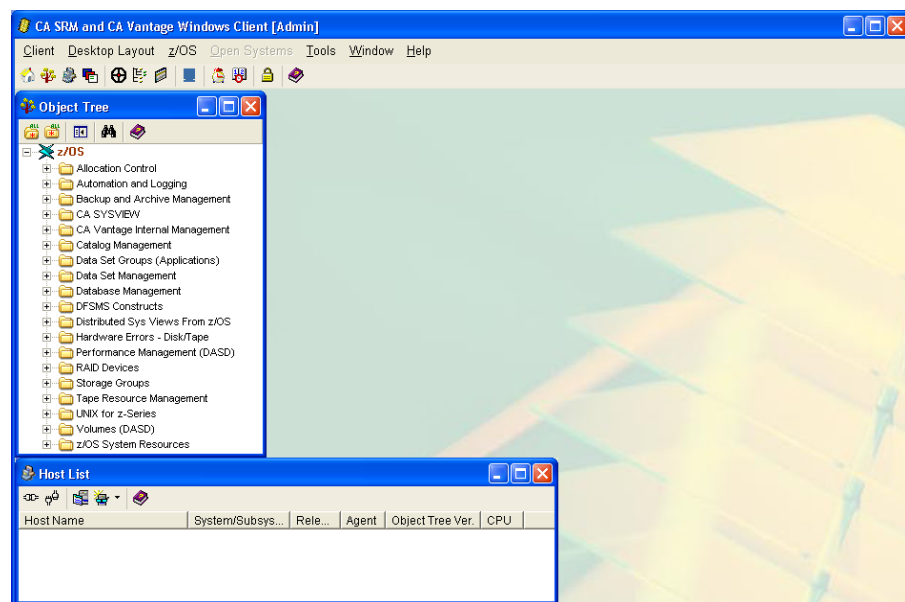 CA SRM and CA Vantage Windows Client [Admin]
Client Desktop Layout z/OS Open Systems Tools Window Help
Object Tree
ALL ALL
z/OS
Allocation Control
Automation and Logging
Backup and Archive Management
CA SYSVIEW
CA Vantage Internal Management
Catalog Management
Data Set Groups (Applications)
Data Set Management
Database Management
DFSMS Constructs
Distributed Sys Views From z/OS
Hardware Errors - Disk/Tape
Performance Management (DASD)
RAID Devices
Storage Groups
Tape Resource Management
UNIX for z-Series
Volumes (DASD)
z/OS System Resources
Host List
Host Name System/Subsys... Rele... Agent Object Tree Ver. CPU